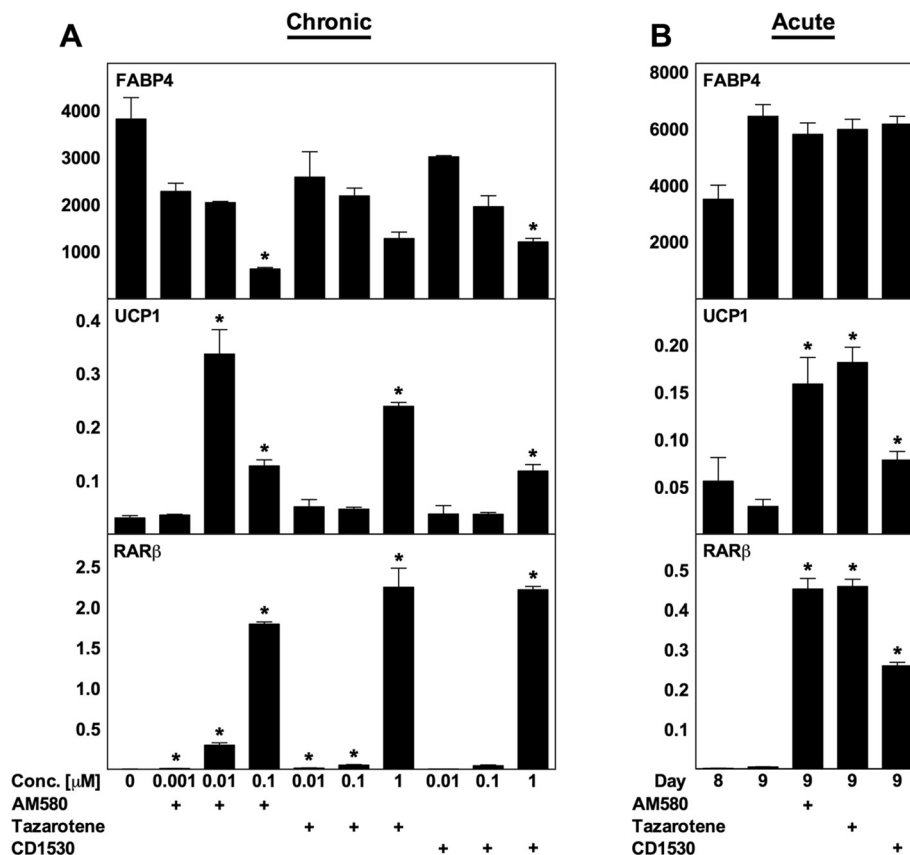 A Chronic
FABP4
4000
3000
2000
1000
UCP1
0.4
*
0.3
*
0.2
*
*
0.1
RARβ
2.5
*
*
2.0
*
1.5
1.0
0.5
*
*
*
*
*
*
Conc. [μM] 0 0.001 0.01 0.1 0.01 0.1 1 0.01 0.1 1
AM580 + + +
Tazarotene + + +
CD1530 + + +
B Acute
FABP4
8000
6000
4000
2000
UCP1
0.20
*
*
0.15
*
0.10
0.05
RARβ
0.5
*
*
0.4
0.3
*
0.2
0.1
Day 8 9 9 9 9
AM580 +
Tazarotene +
CD1530 +